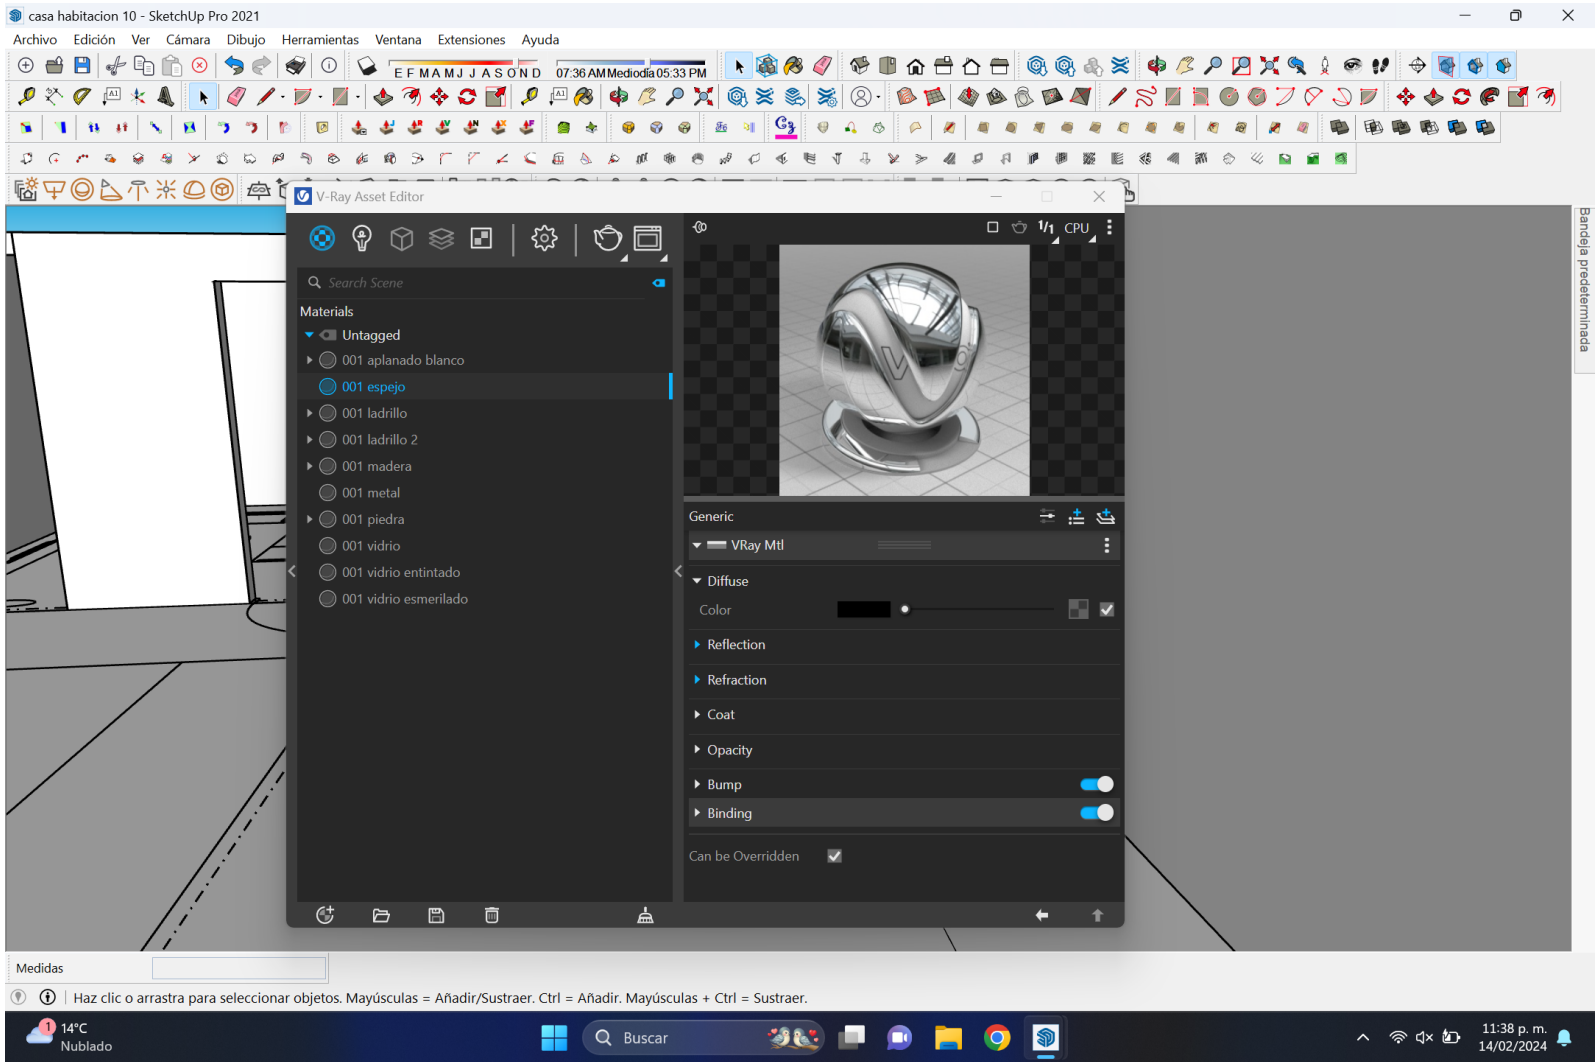 casa habitacion 10 - SketchUp Pro 2021
Archivo Edición Ver Cámara Dibujo Herramientas Ventana Extensiones Ayuda
E F M A M J J A S O N D 07:36 AM Mediodía 05:33 PM
V-Ray Asset Editor
1/1 CPU
Search Scene
Materials
Untagged
001 aplanado blanco
001 espejo
001 ladrillo
001 ladrillo 2
001 madera
001 metal
001 piedra
001 vidrio
001 vidrio entintado
001 vidrio esmerilado
Generic
VRay Mtl
Diffuse
Color
Reflection
Refraction
Coat
Opacity
Bump
Binding
Can be Overridden
Bandeja predeterminada
Medidas
Haz clic o arrastra para seleccionar objetos. Mayúsculas = Añadir/Sustraer. Ctrl = Añadir. Mayúsculas + Ctrl = Sustraer.
1
14°C
Nublado
Buscar
11:38 p. m.
14/02/2024